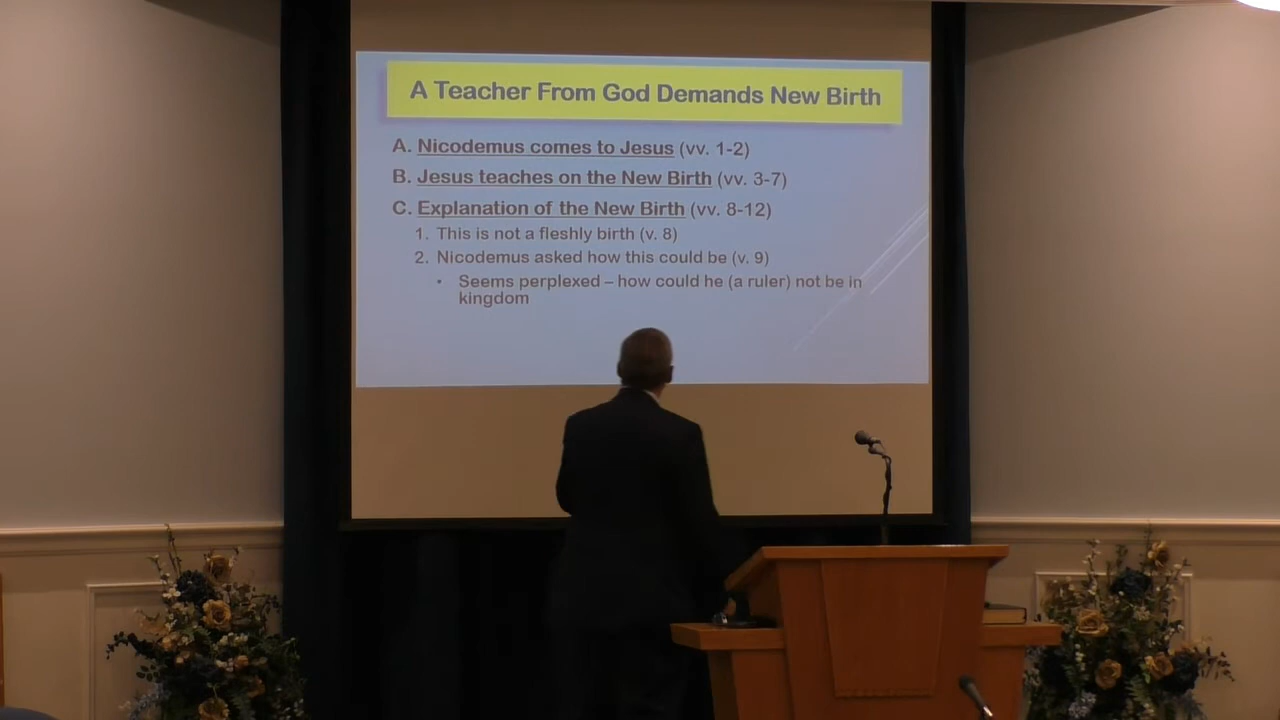 A Teacher From God Demands New Birth
A. Nicodemus comes to Jesus (vv. 1-2)
B. Jesus teaches on the New Birth (vv. 3-7)
C. Explanation of the New Birth (vv. 8-12)
1. This is not a fleshly birth (v. 8)
2. Nicodemus asked how this could be (v. 9)
• Seems perplexed – how could he (a ruler) not be in
kingdom